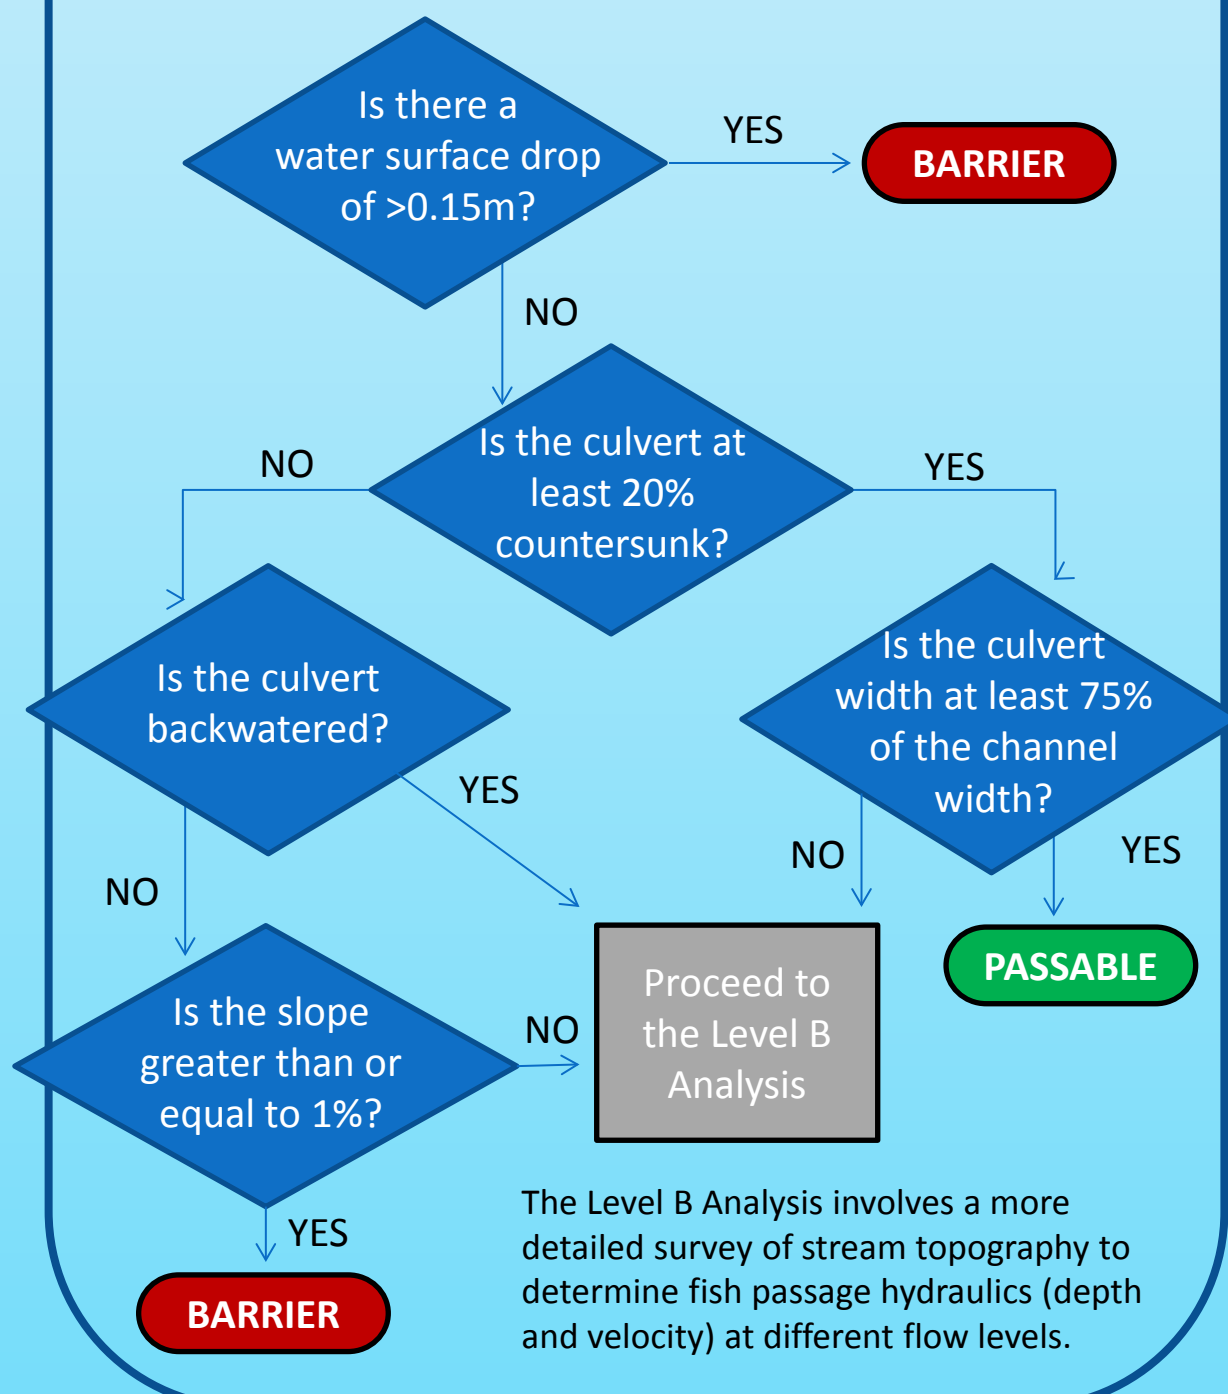 Is there a
water surface drop
of >0.15m?
YES
BARRIER
NO
Is the culvert at
least 20%
countersunk?
NO
YES
Is the culvert
backwatered?
Is the culvert
width at least 75%
of the channel
width?
YES
NO
NO
YES
Is the slope
greater than or
equal to 1%?
NO
Proceed to
the Level B
Analysis
PASSABLE
YES
BARRIER
The Level B Analysis involves a more
detailed survey of stream topography to
determine fish passage hydraulics (depth
and velocity) at different flow levels.